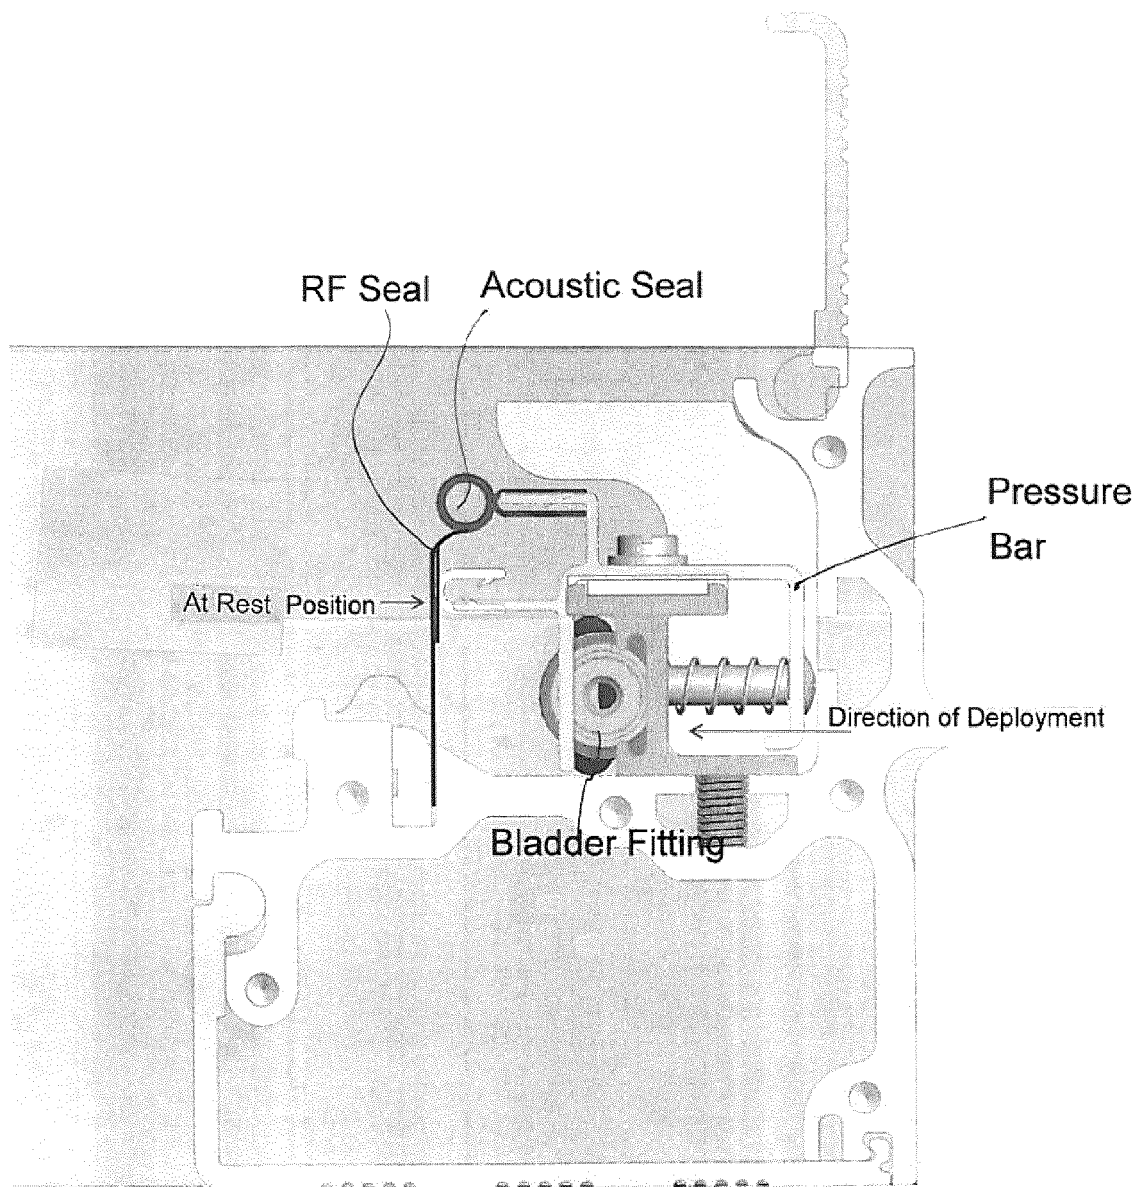 RF Seal
Acoustic Seal
Pressure
Bar
At Rest Position
Direction of Deployment
Bladder Fitting